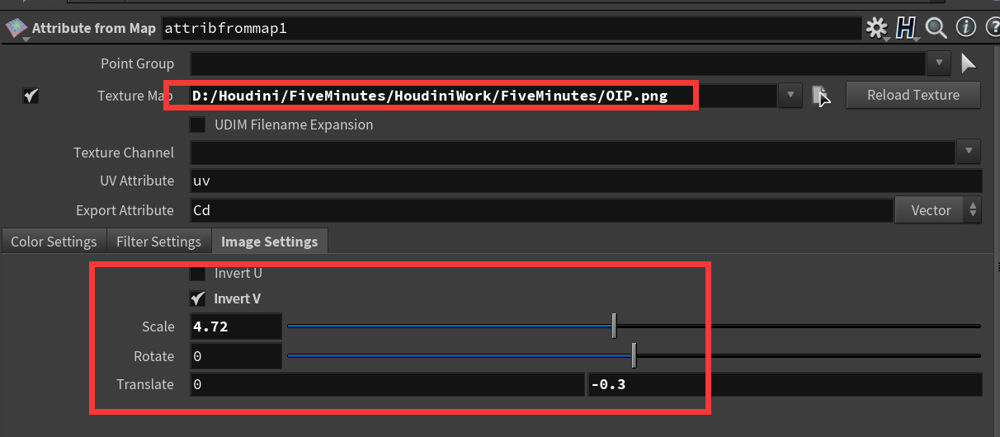 Attribute from Map attribfrommap1
Point Group
Texture Map D:/Houdini/FiveMinutes/HoudiniWork/FiveMinutes/OIP.png Reload Texture
UDIM Filename Expansion
Texture Channel
UV Attribute uv
Export Attribute Cd Vector
Color Settings Filter Settings Image Settings
Invert U
Invert V
Scale 4.72
Rotate 0
Translate 0 -0.3